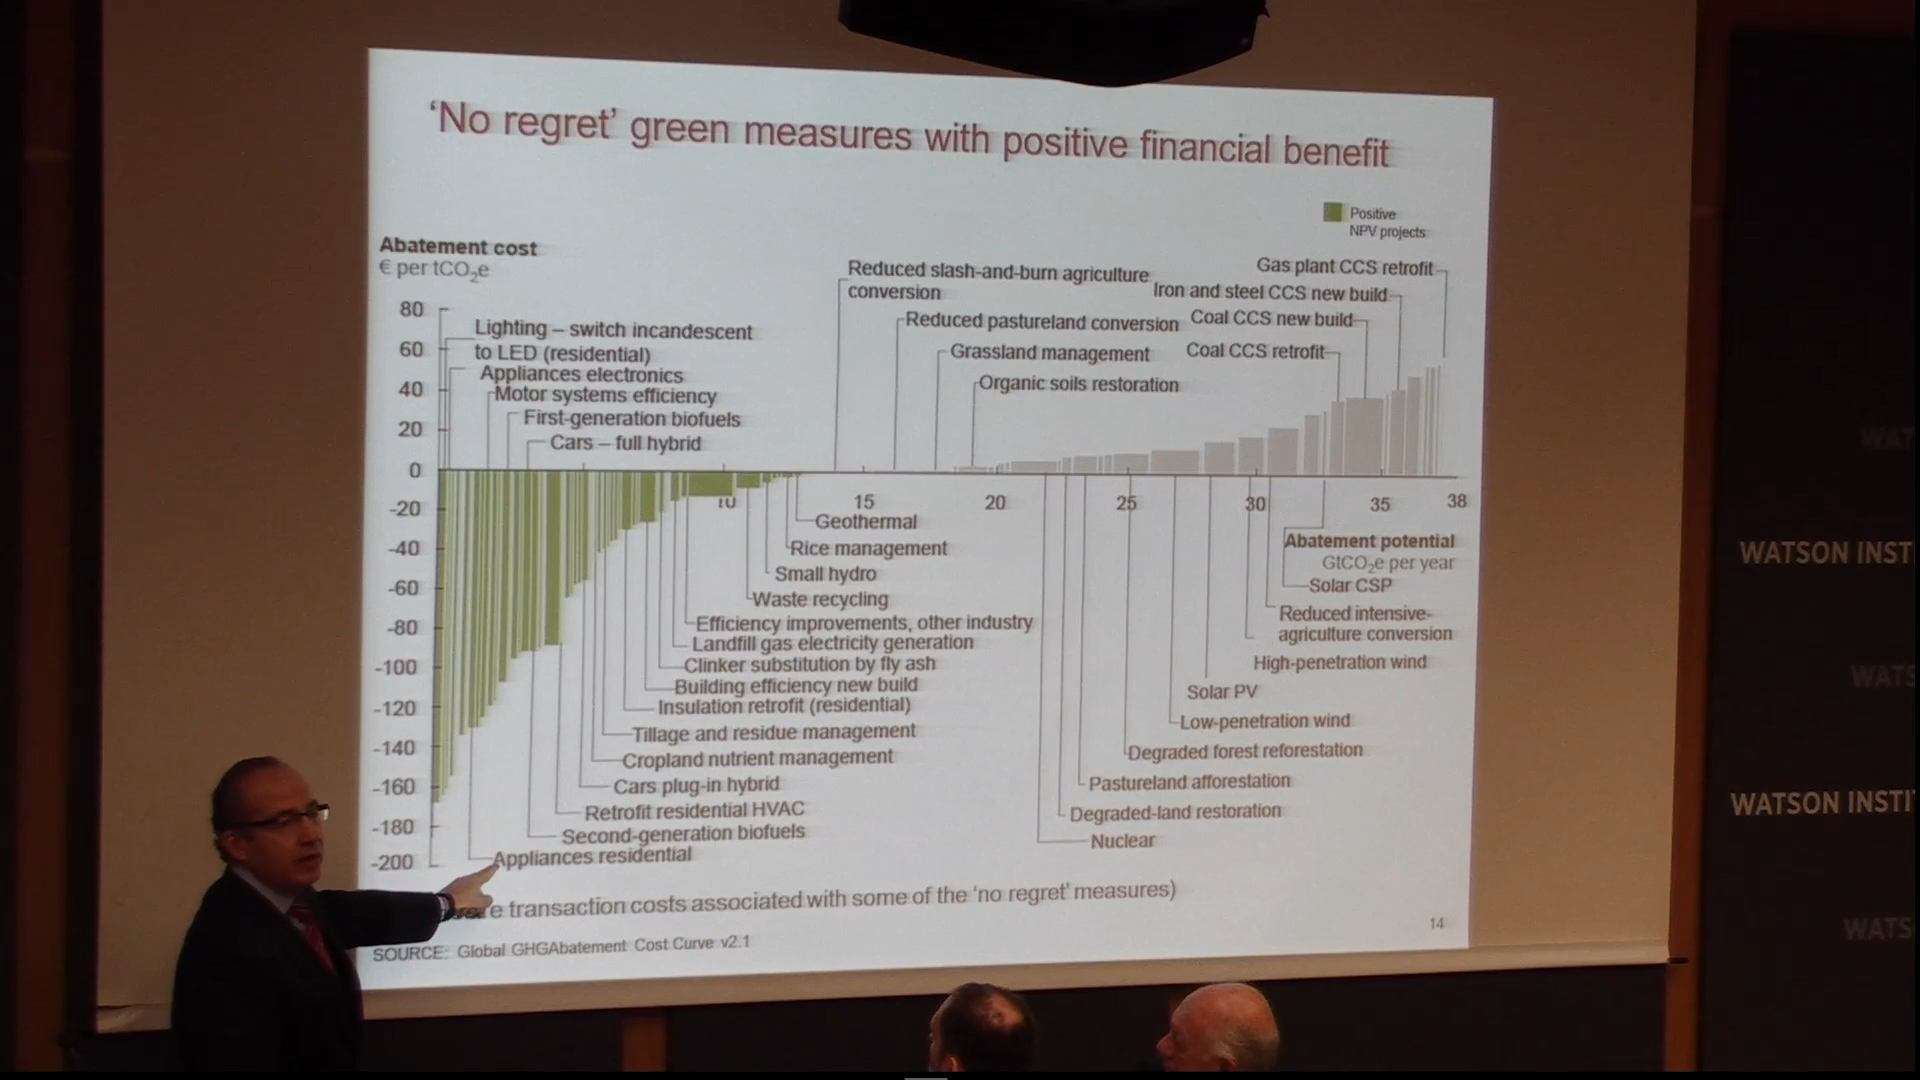 'No regret' green measures with positive financial benefit
Positive
NPV projects
Abatement cost
€ per tCO₂e
80
60
40
20
0
-20
-40
-60
-80
-100
-120
-140
-160
-180
-200
Lighting – switch incandescent
to LED (residential)
Appliances electronics
Motor systems efficiency
First-generation biofuels
Cars – full hybrid
Reduced slash-and-burn agriculture
conversion
Reduced pastureland conversion
Grassland management
Organic soils restoration
Gas plant CCS retrofit
Iron and steel CCS new build
Coal CCS new build
Coal CCS retrofit
10
15
20
25
30
35
38
Geothermal
Rice management
Small hydro
Waste recycling
Efficiency improvements, other industry
Landfill gas electricity generation
Clinker substitution by fly ash
Building efficiency new build
Insulation retrofit (residential)
Tillage and residue management
Cropland nutrient management
Cars plug-in hybrid
Retrofit residential HVAC
Second-generation biofuels
Appliances residential
Abatement potential
GtCO₂e per year
Solar CSP
Reduced intensive-
agriculture conversion
High-penetration wind
Solar PV
Low-penetration wind
Degraded forest reforestation
Pastureland afforestation
Degraded-land restoration
Nuclear
transaction costs associated with some of the 'no regret' measures)
14
SOURCE: Global GHGAbatement Cost Curve v2.1
WAT
WATSON INST
WATS
WATSON INSTI
WATS